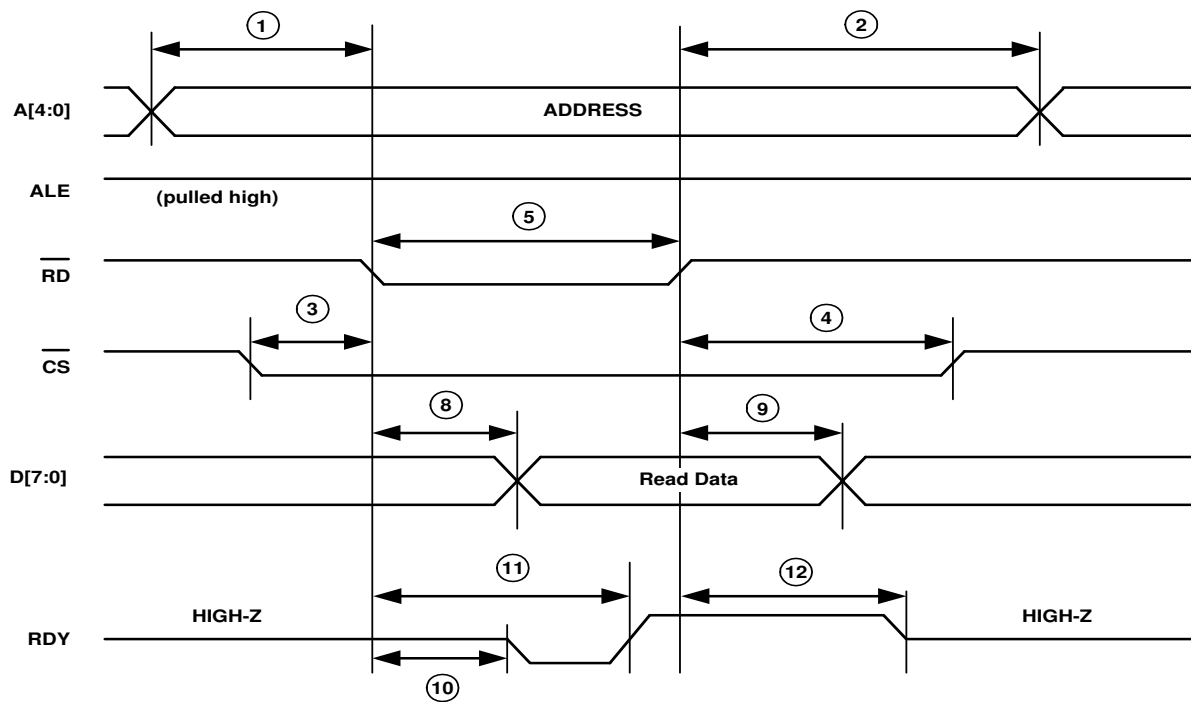 1
2
A[4:0]
ADDRESS
ALE
(pulled high)
5
RD
3
4
CS
8
9
D[7:0]
Read Data
11
12
HIGH-Z
HIGH-Z
RDY
10